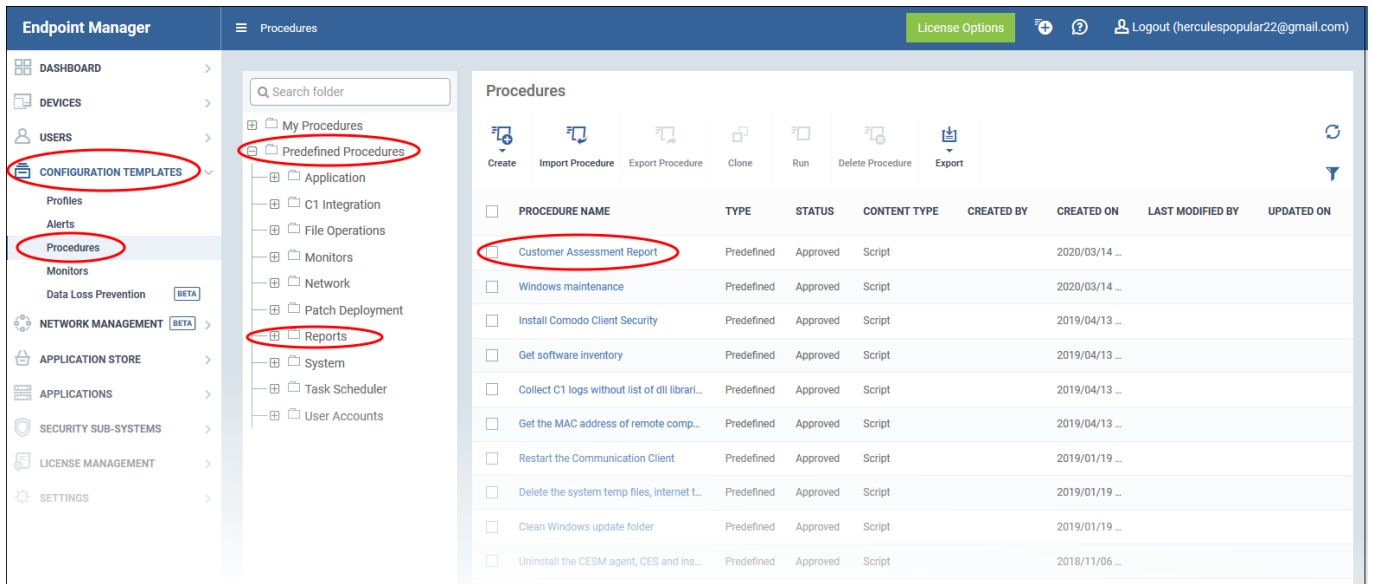 Endpoint Manager
Procedures
License Options
Logout (herculespopular22@gmail.com)
DASHBOARD
DEVICES
USERS
CONFIGURATION TEMPLATES
Profiles
Alerts
Procedures
Monitors
Data Loss Prevention BETA
NETWORK MANAGEMENT BETA
APPLICATION STORE
APPLICATIONS
SECURITY SUB-SYSTEMS
LICENSE MANAGEMENT
SETTINGS
Search folder
My Procedures
Predefined Procedures
Application
C1 Integration
File Operations
Monitors
Network
Patch Deployment
Reports
System
Task Scheduler
User Accounts
Procedures
Create Import Procedure Export Procedure Clone Run Delete Procedure Export
PROCEDURE NAME TYPE STATUS CONTENT TYPE CREATED BY CREATED ON LAST MODIFIED BY UPDATED ON
Customer Assessment Report Predefined Approved Script 2020/03/14 ...
Windows maintenance Predefined Approved Script 2020/03/14 ...
Install Comodo Client Security Predefined Approved Script 2019/04/13 ...
Get software inventory Predefined Approved Script 2019/04/13 ...
Collect C1 logs without list of dll librari... Predefined Approved Script 2019/04/13 ...
Get the MAC address of remote comp... Predefined Approved Script 2019/04/13 ...
Restart the Communication Client Predefined Approved Script 2019/01/19 ...
Delete the system temp files, internet t... Predefined Approved Script 2019/01/19 ...
Clean Windows update folder Predefined Approved Script 2019/01/19 ...
Uninstall the CESM agent, CES and ins... Predefined Approved Script 2018/11/06 ...